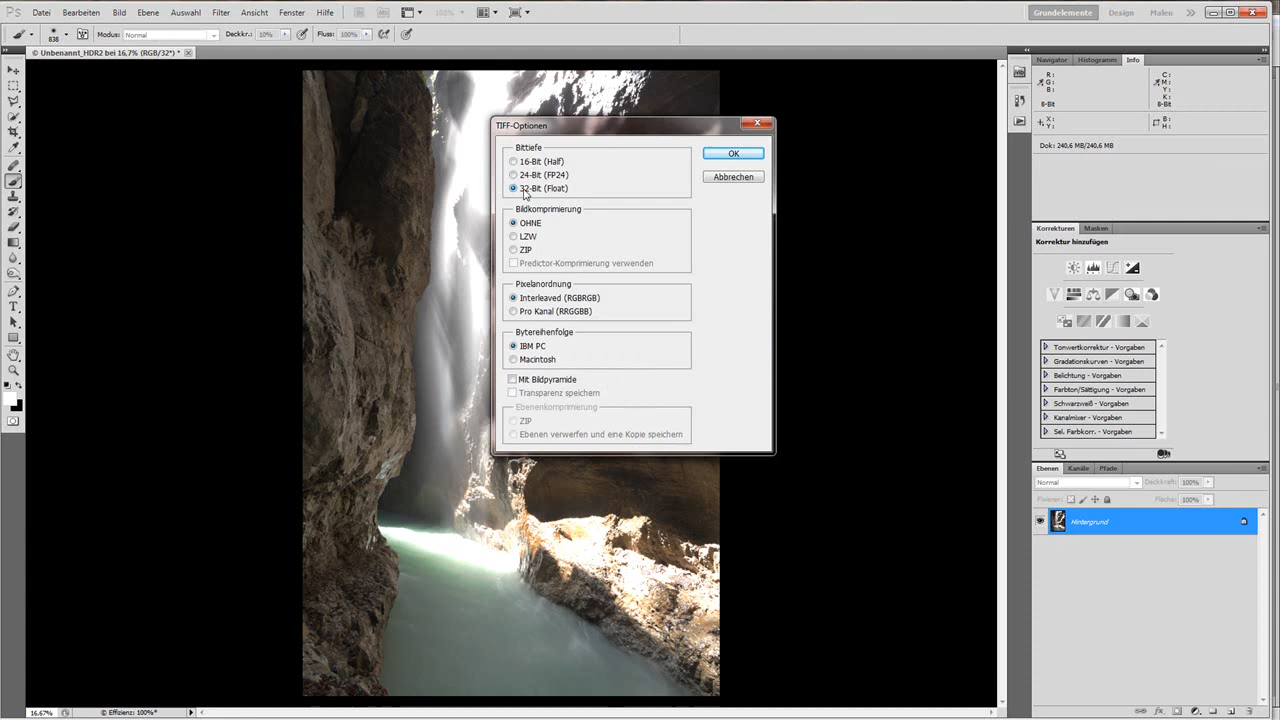 Ps Datei Bearbeiten Bild Ebene Auswahl Filter Ansicht Fenster Hilfe Br Mb 16,7% Grundelemente Design Malen
838 Modus: Normal Deckkr.: 10% Fluss: 100%
© Unbenannt_HDR2 bei 16,7% (RGB/32*) *
Navigator Histogramm Info
R: C:
G: M:
B: Y:
K:
8-Bit 8-Bit
X: B:
Y: H:
Dok: 240,6 MB/240,6 MB
TIFF-Optionen
Bittiefe
16-Bit (Half)
24-Bit (FP24)
32-Bit (Float)
OK
Abbrechen
Bildkomprimierung
OHNE
LZW
ZIP
Predictor-Komprimierung verwenden
Pixelanordnung
Interleaved (RGBRGB)
Pro Kanal (RRGGBB)
Bytereihenfolge
IBM PC
Macintosh
Mit Bildpyramide
Transparenz speichern
Ebenenkomprimierung
ZIP
Ebenen verwerfen und eine Kopie speichern
Korrekturen Masken
Korrektur hinzufügen
Tonwertkorrektur - Vorgaben
Gradationskurven - Vorgaben
Belichtung - Vorgaben
Farbton/Sättigung - Vorgaben
Schwarzweiß - Vorgaben
Kanalmixer - Vorgaben
Sel. Farbkorr. - Vorgaben
Ebenen Kanäle Pfade
Normal Deckkraft: 100%
Fixieren: Fläche: 100%
Hintergrund
16,67% © Effizienz: 100%*